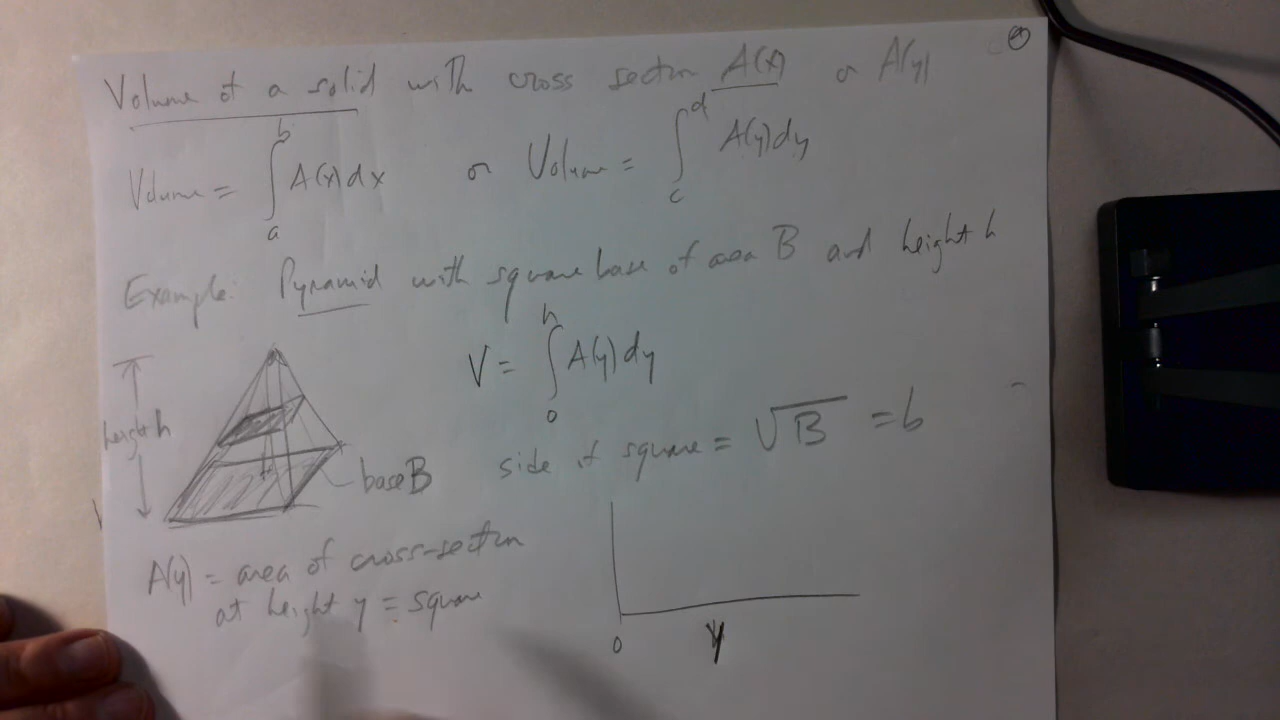 Volume of a solid with cross section A(x) or A(y)
Volume = ∫_a^b A(x)dx or Volume = ∫_c^d A(y)dy
Example: Pyramid with square base of area B and height h
V = ∫_0^h A(y)dy
height h
side of square = √B = b
base B
A(y) = area of cross-section
at height y = square
0 y